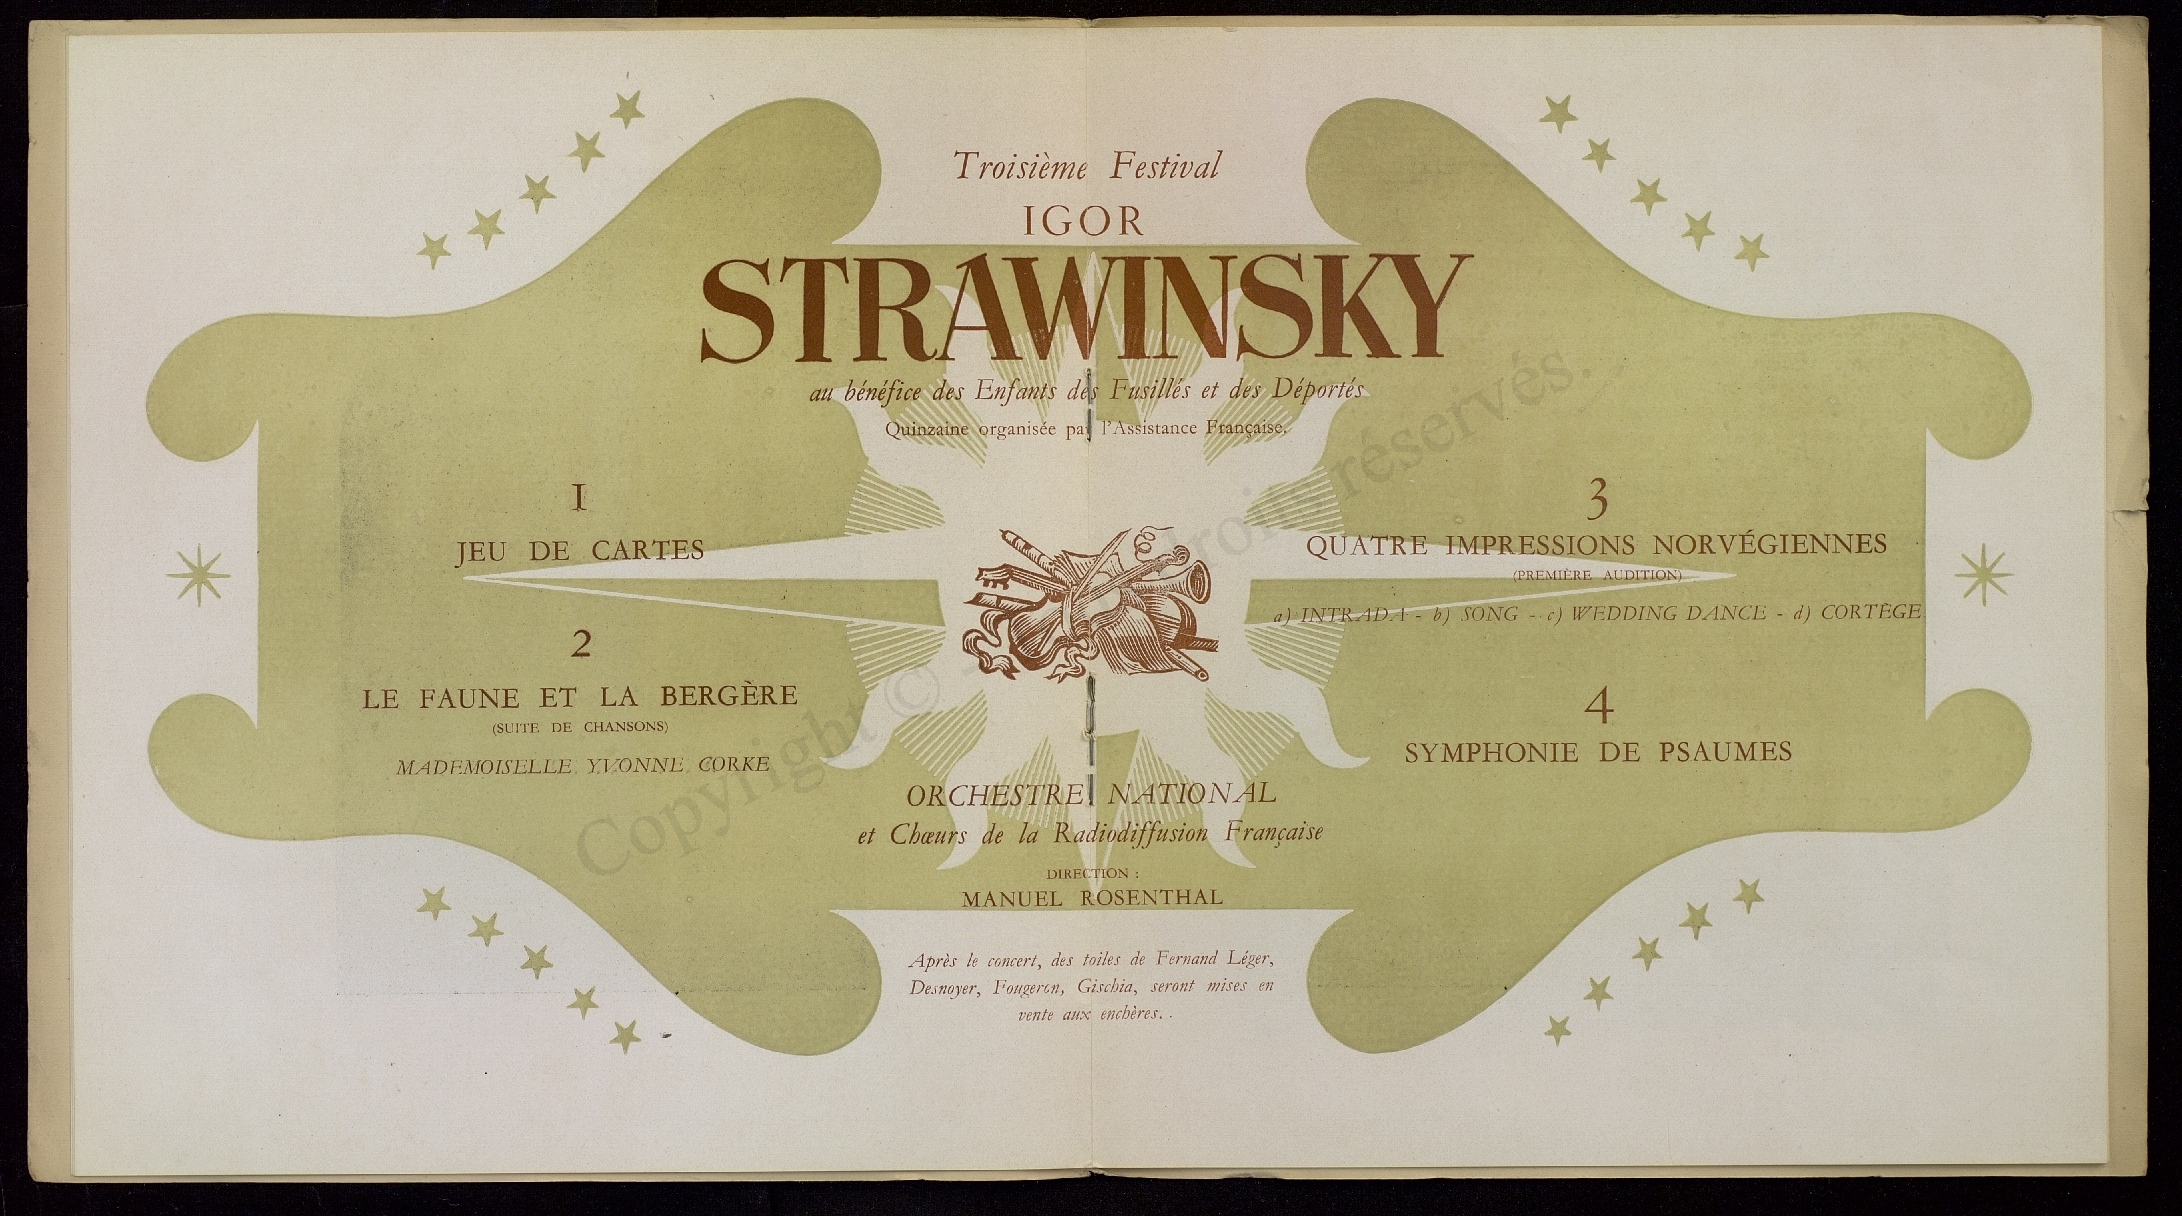 Troisième Festival
IGOR
STRAWINSKY
au bénéfice des Enfants des Fusillés et des Déportés
Quinzaine organisée par l'Assistance Française.
1
JEU DE CARTES
2
LE FAUNE ET LA BERGÈRE
(SUITE DE CHANSONS)
MADEMOISELLE YVONNE CORKE
3
QUATRE IMPRESSIONS NORVÉGIENNES
(PREMIÈRE AUDITION)
a) INTRADA - b) SONG - c) WEDDING DANCE - d) CORTÈGE
4
SYMPHONIE DE PSAUMES
ORCHESTRE NATIONAL
et Chœurs de la Radiodiffusion Française
DIRECTION :
MANUEL ROSENTHAL
Après le concert, des toiles de Fernand Léger,
Desnoyer, Fougeron, Gischia, seront mises en
vente aux enchères.
Copyright © droits réservés.